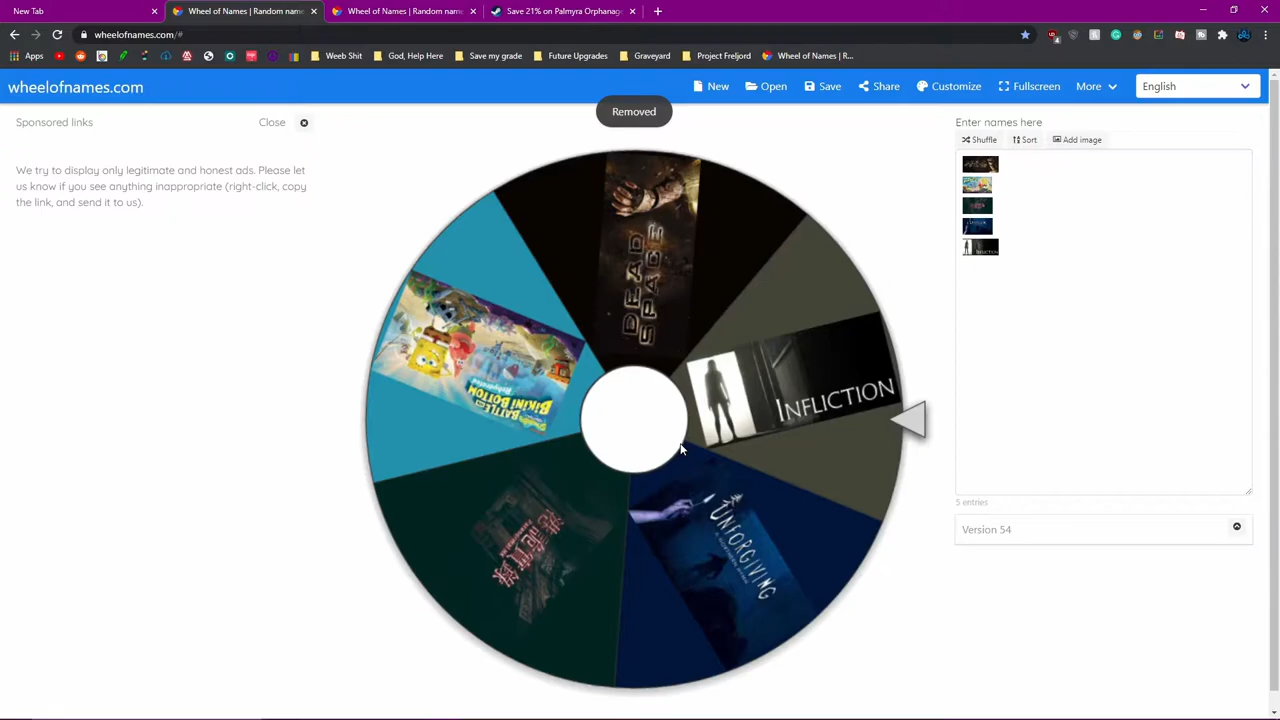 New Tab
Wheel of Names | Random name
Wheel of Names | Random name
Save 21% on Palmyra Orphanage
wheelofnames.com/#
Apps
Weeb Shit
God, Help Here
Save my grade
Future Upgrades
Graveyard
Project Freljord
Wheel of Names | R...
wheelofnames.com
New
Open
Save
Share
Customize
Fullscreen
More
English
Removed
Sponsored links
Close
We try to display only legitimate and honest ads. Please let
us know if you see anything inappropriate (right-click, copy
the link, and send it to us).
Enter names here
Shuffle
Sort
Add image
5 entries
Version 54
DEAD
SPACE
INFLICTION
UNFORGIVING
BATTLE FOR
BIKINI BOTTOM
Rehydrated